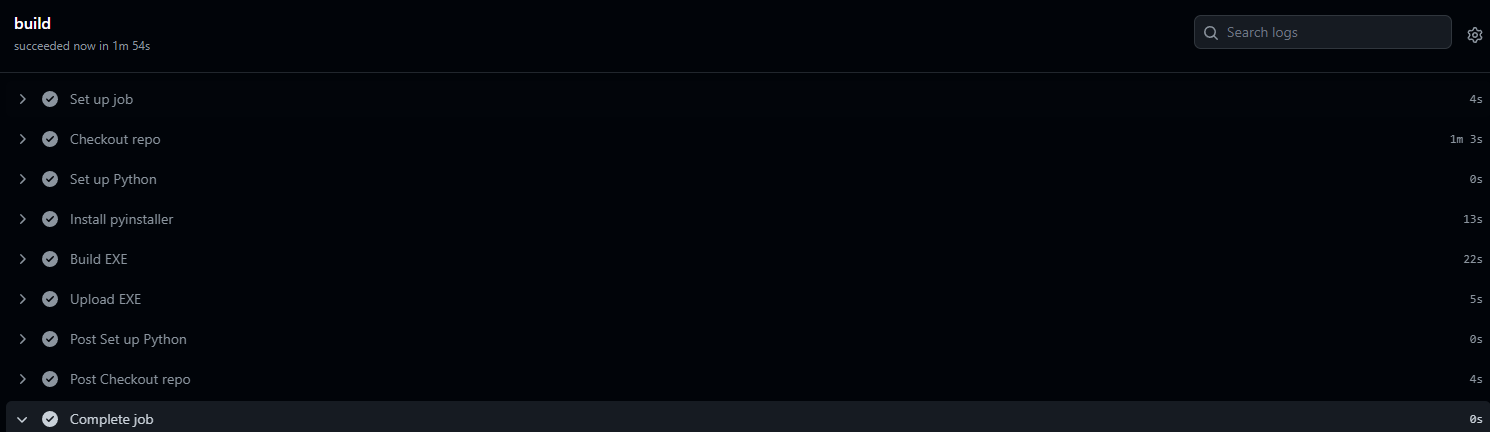 build
succeeded now in 1m 54s
Search logs
Set up job 4s
Checkout repo 1m 3s
Set up Python 0s
Install pyinstaller 13s
Build EXE 22s
Upload EXE 5s
Post Set up Python 0s
Post Checkout repo 4s
Complete job 0s